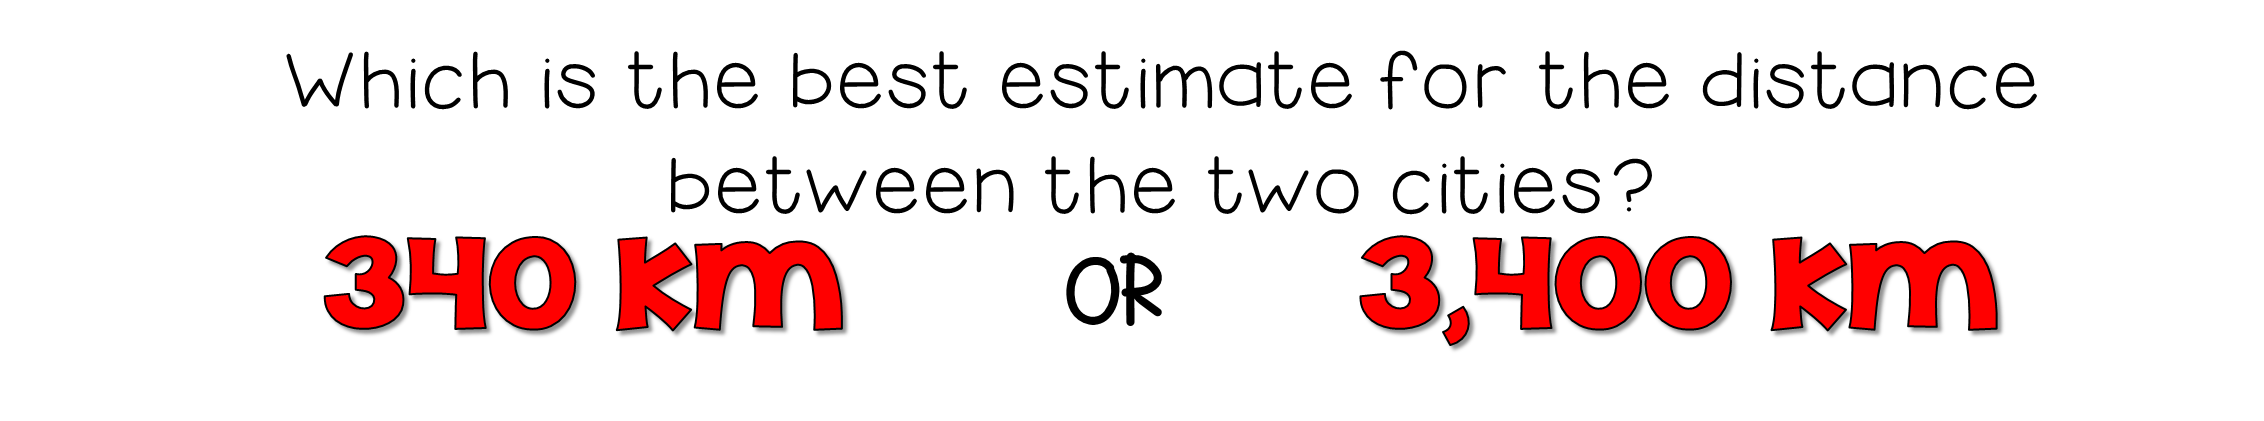 Which is the best estimate for the distance
between the two cities?
340 km OR 3,400 km